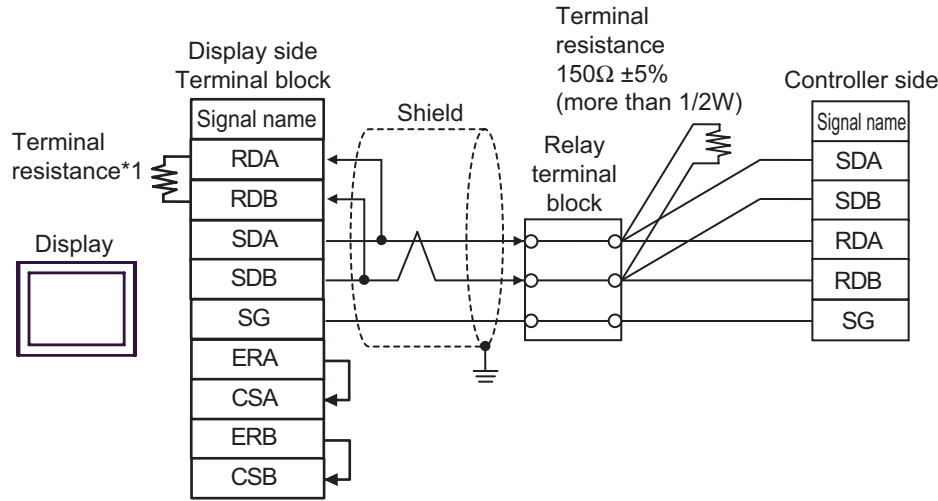 Terminal
resistance
150Ω ±5%
(more than 1/2W)
Display side
Terminal block
Controller side
Signal name
Shield
Signal name
Terminal
resistance*1
RDA
Relay
terminal
block
SDA
RDB
SDB
Display
SDA
RDA
SDB
RDB
SG
SG
ERA
CSA
ERB
CSB